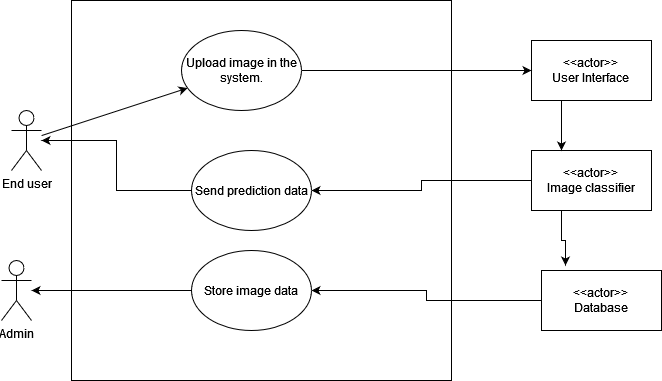 Upload image in the
system.
<<actor>>
User Interface
End user
Send prediction data
<<actor>>
Image classifier
Admin
Store image data
<<actor>>
Database